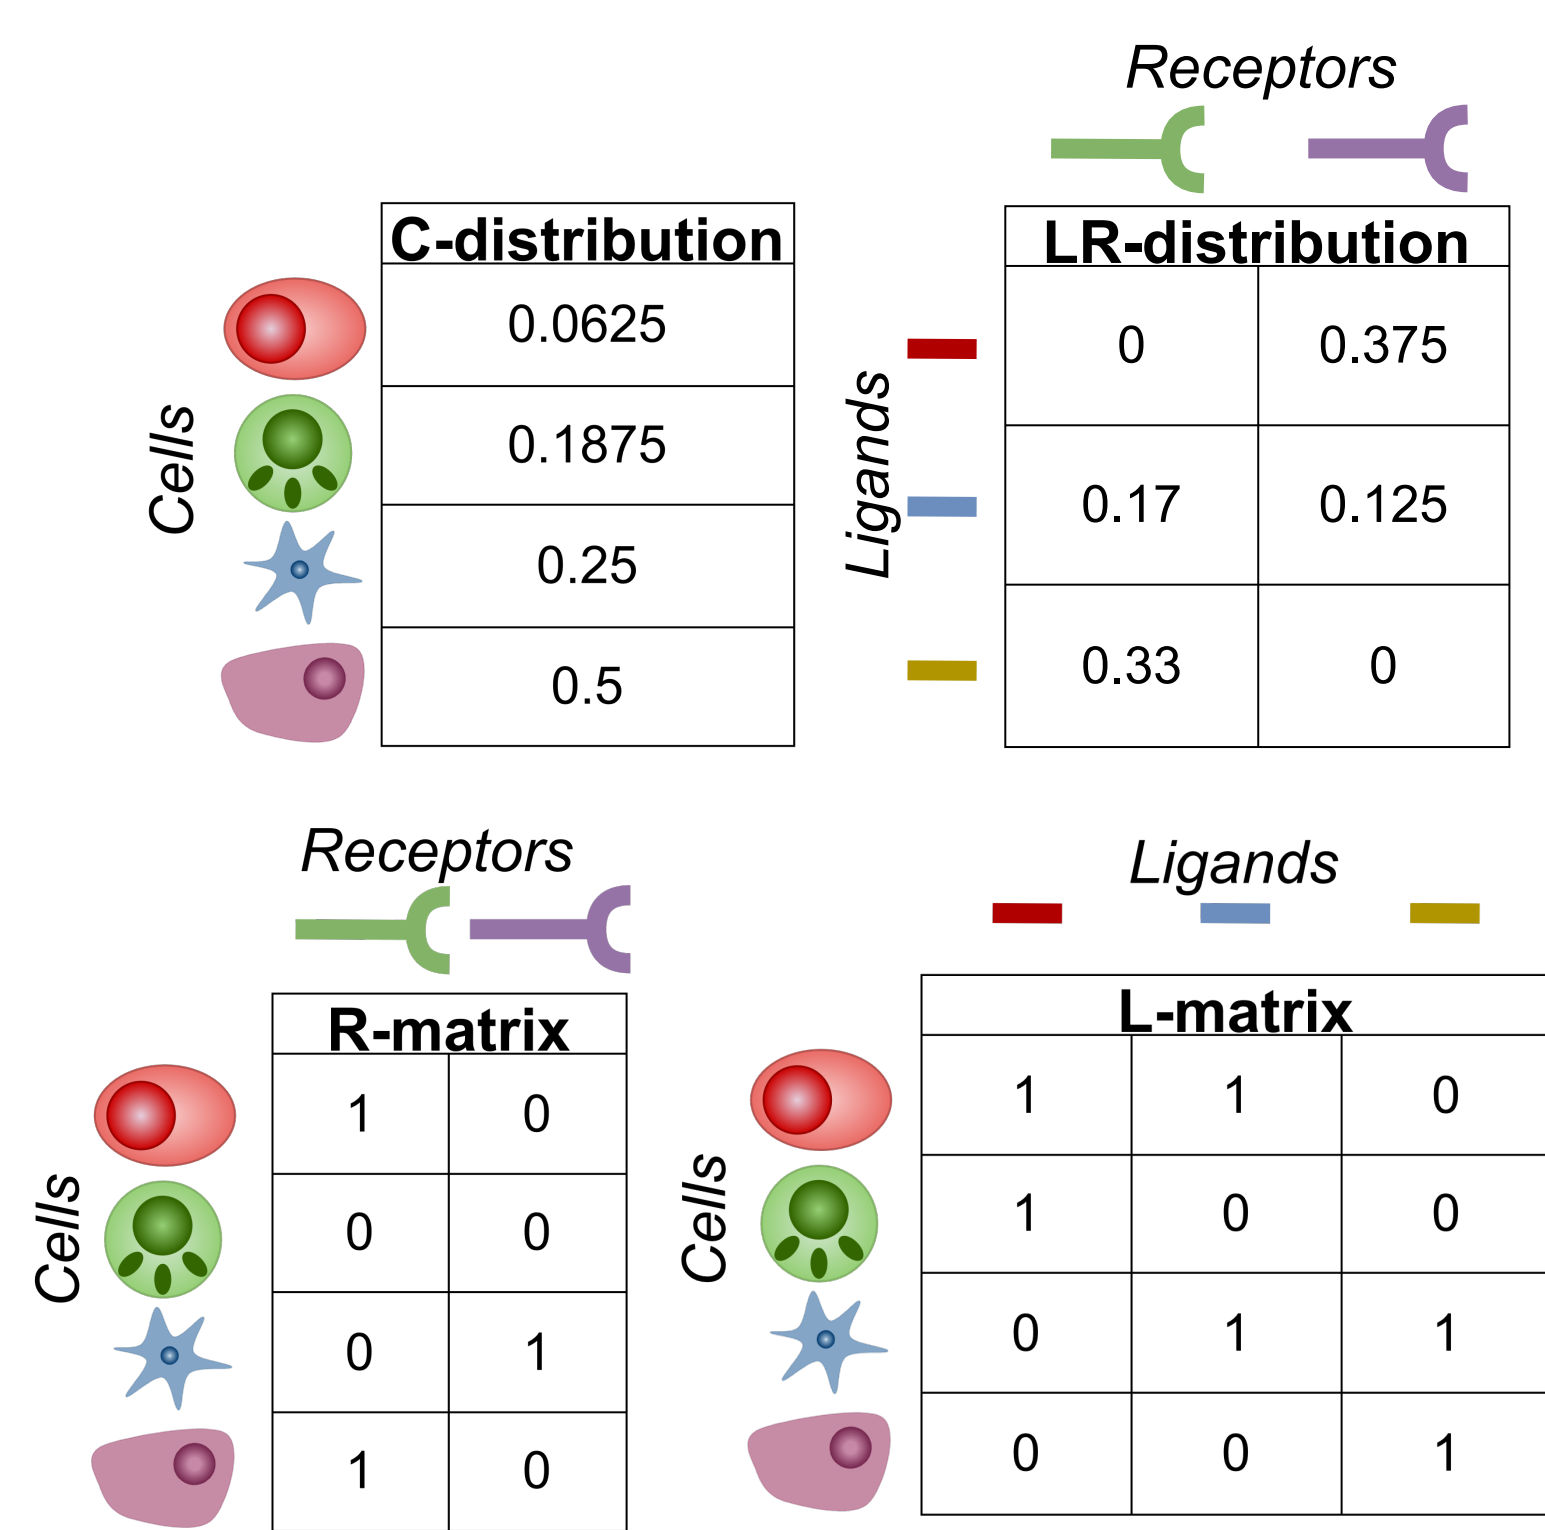 Receptors
C-distribution
0.0625
0.1875
0.25
0.5
Cells
LR-distribution
0 0.375
0.17 0.125
0.33 0
Ligands
Receptors
R-matrix
1 0
0 0
0 1
1 0
Cells
Ligands
L-matrix
1 1 0
1 0 0
0 1 1
0 0 1
Cells